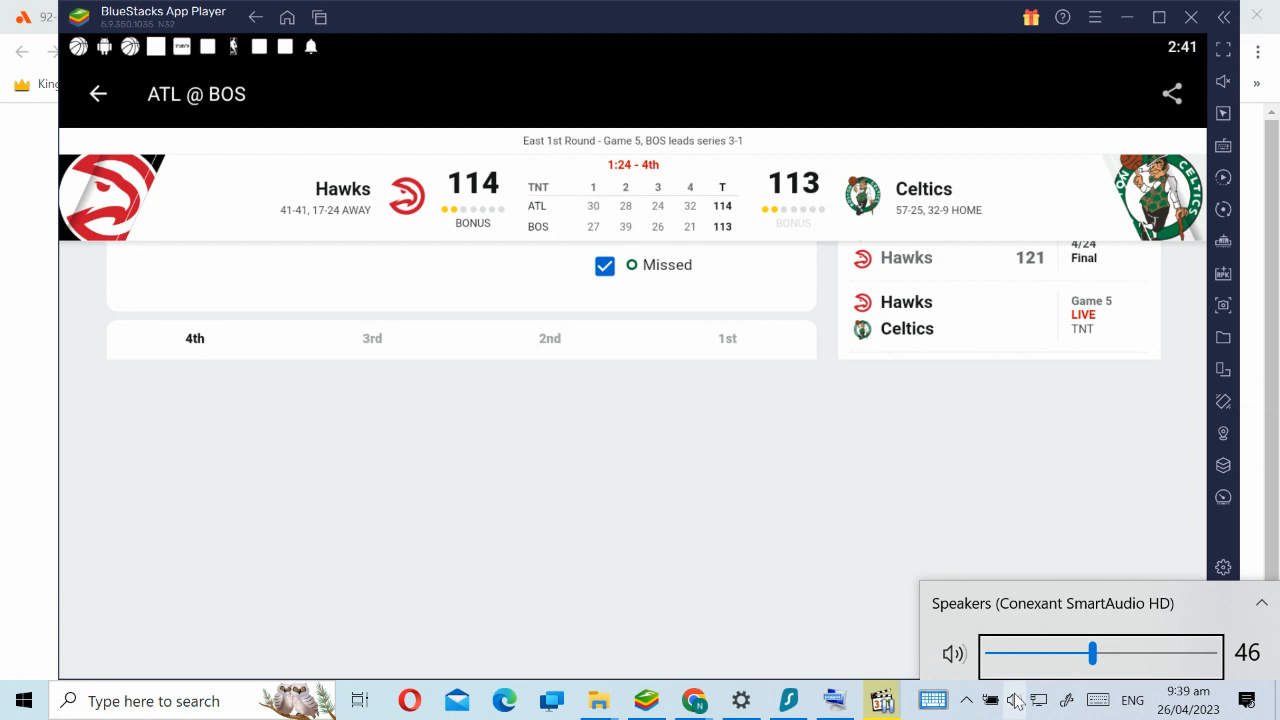 92
BlueStacks App Player
5.9.350.1035 N32
King
»
2:41
ATL @ BOS
East 1st Round - Game 5, BOS leads series 3-1
1:24 - 4th
Hawks
41-41, 17-24 AWAY
114
BONUS
TNT 1 2 3 4 T
ATL 30 28 24 32 114
BOS 27 39 26 21 113
113
BONUS
Celtics
57-25, 32-9 HOME
CELTICS
Missed
4/24
Hawks 121 Final
Hawks Game 5
LIVE
Celtics TNT
4th 3rd 2nd 1st
Speakers (Conexant SmartAudio HD)
46
Type here to search
ENG
9:39 am
26/04/2023